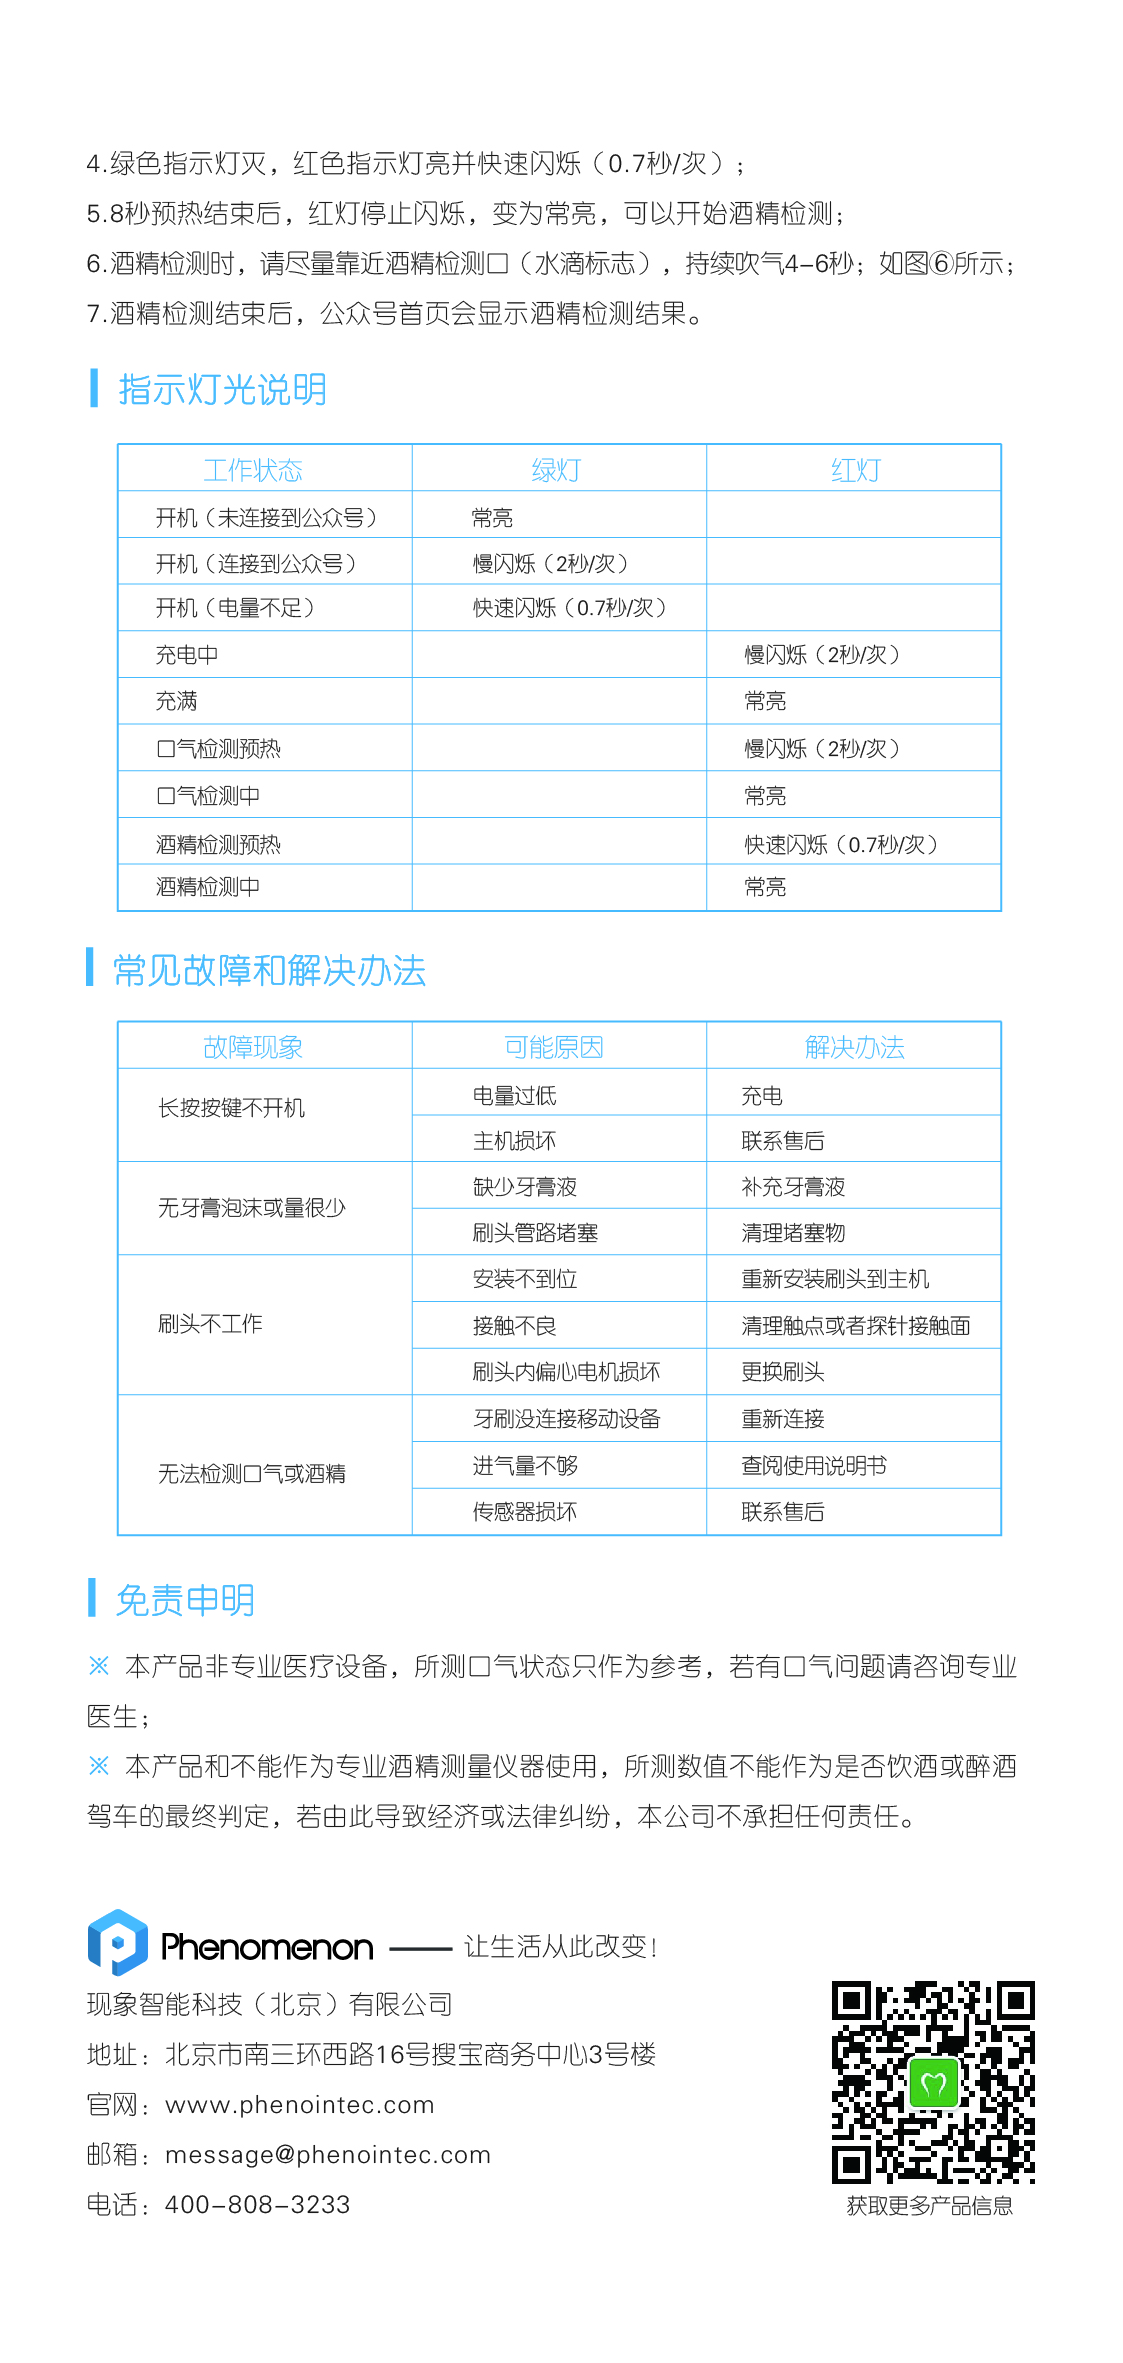 4.绿色指示灯灭，红色指示灯亮并快速闪烁（0.7秒/次）；
5.8秒预热结束后，红灯停止闪烁，变为常亮，可以开始酒精检测；
6.酒精检测时，请尽量靠近酒精检测口（水滴标志），持续吹气4–6秒；如图⑥所示；
7.酒精检测结束后，公众号首页会显示酒精检测结果。
指示灯光说明
工作状态 绿灯 红灯
开机（未连接到公众号） 常亮
开机（连接到公众号） 慢闪烁（2秒/次）
开机（电量不足） 快速闪烁（0.7秒/次）
充电中 慢闪烁（2秒/次）
充满 常亮
口气检测预热 慢闪烁（2秒/次）
口气检测中 常亮
酒精检测预热 快速闪烁（0.7秒/次）
酒精检测中 常亮
常见故障和解决办法
故障现象 可能原因 解决办法
长按按键不开机
电量过低 充电
主机损坏 联系售后
无牙膏泡沫或量很少
缺少牙膏液 补充牙膏液
刷头管路堵塞 清理堵塞物
刷头不工作
安装不到位 重新安装刷头到主机
接触不良 清理触点或者探针接触面
刷头内偏心电机损坏 更换刷头
无法检测口气或酒精
牙刷没连接移动设备 重新连接
进气量不够 查阅使用说明书
传感器损坏 联系售后
免责申明
※ 本产品非专业医疗设备，所测口气状态只作为参考，若有口气问题请咨询专业
医生；
※ 本产品和不能作为专业酒精测量仪器使用，所测数值不能作为是否饮酒或醉酒
驾车的最终判定，若由此导致经济或法律纠纷，本公司不承担任何责任。
Phenomenon —— 让生活从此改变！
现象智能科技（北京）有限公司
地址：北京市南三环西路16号搜宝商务中心3号楼
官网：www.phenointec.com
邮箱：message@phenointec.com
电话：400–808–3233
获取更多产品信息